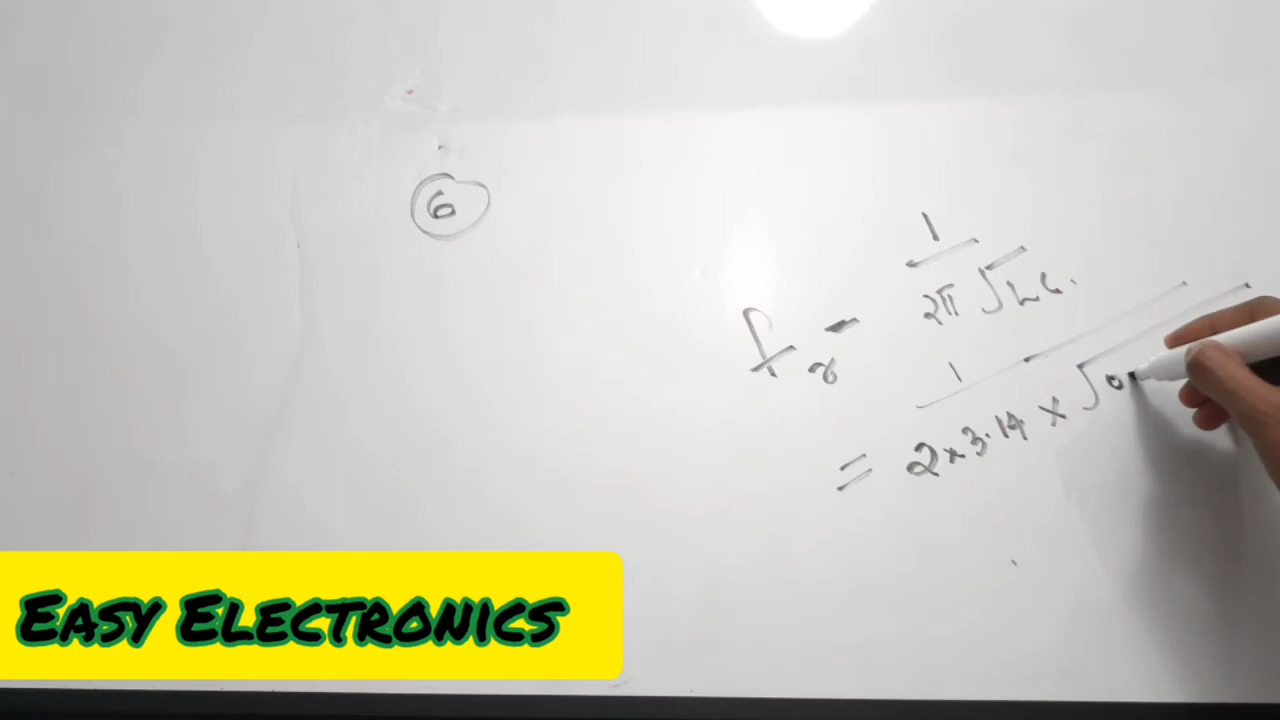 6
1
fr = 2π √LC.
1
= 2×3.14 × √0.
Easy Electronics